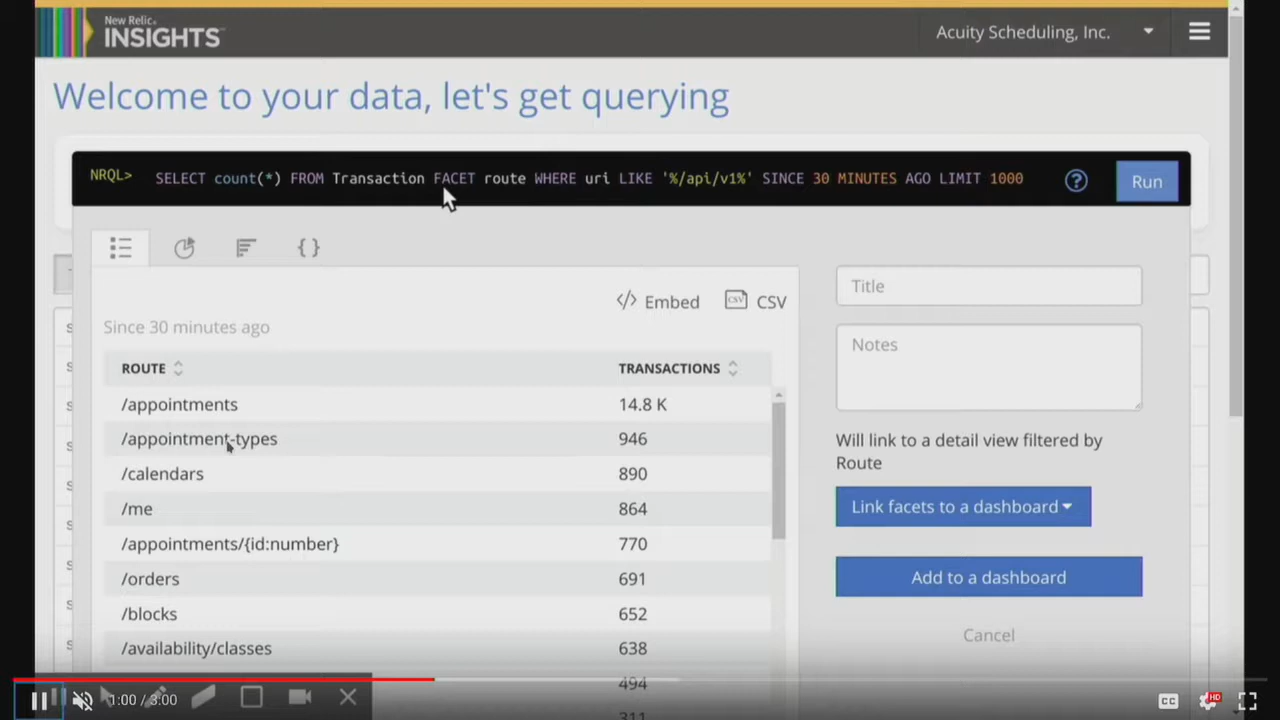 New Relic.
INSIGHTS
Acuity Scheduling, Inc.
Welcome to your data, let's get querying
NRQL> SELECT count(*) FROM Transaction FACET route WHERE uri LIKE '%/api/v1%' SINCE 30 MINUTES AGO LIMIT 1000
?
Run
{ }
</> Embed
CSV CSV
Since 30 minutes ago
ROUTE TRANSACTIONS
/appointments 14.8 K
/appointment-types 946
/calendars 890
/me 864
/appointments/{id:number} 770
/orders 691
/blocks 652
/availability/classes 638
494
311
Title
Notes
Will link to a detail view filtered by
Route
Link facets to a dashboard
Add to a dashboard
Cancel
1:00 / 3:00
CC
HD